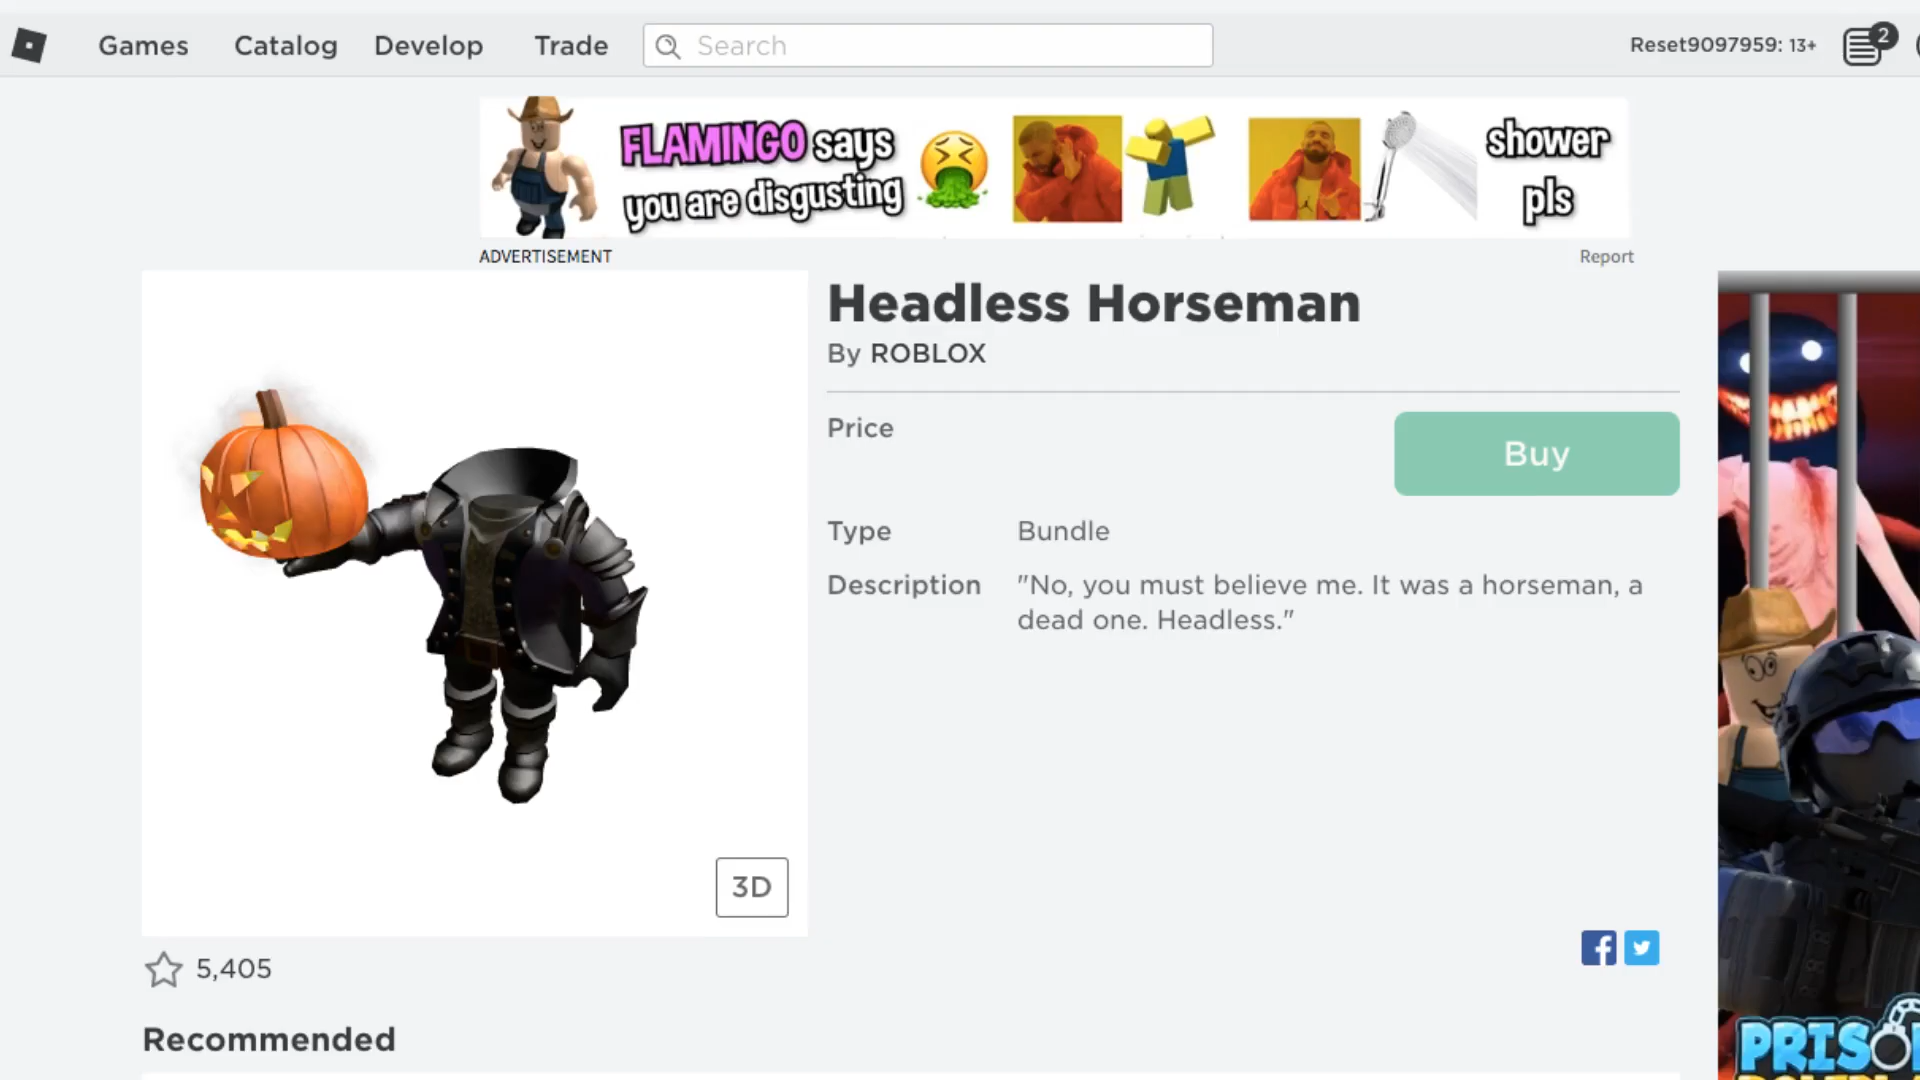 Games Catalog Develop Trade Search Reset9097959: 13+ 2
FLAMINGO says
you are disgusting
shower
pls
ADVERTISEMENT Report
Headless Horseman
By ROBLOX
Price
Buy
Type Bundle
Description "No, you must believe me. It was a horseman, a
dead one. Headless."
3D
5,405
Recommended